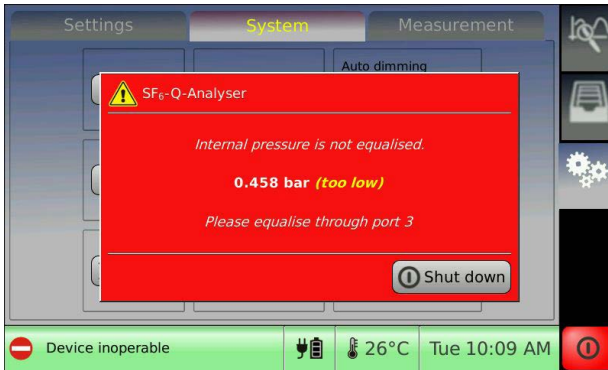 Settings
System
Measurement
Auto dimming
SF₆-Q-Analyser
Internal pressure is not equalised.
0.458 bar (too low)
Please equalise through port 3
Shut down
Device inoperable
26°C
Tue 10:09 AM